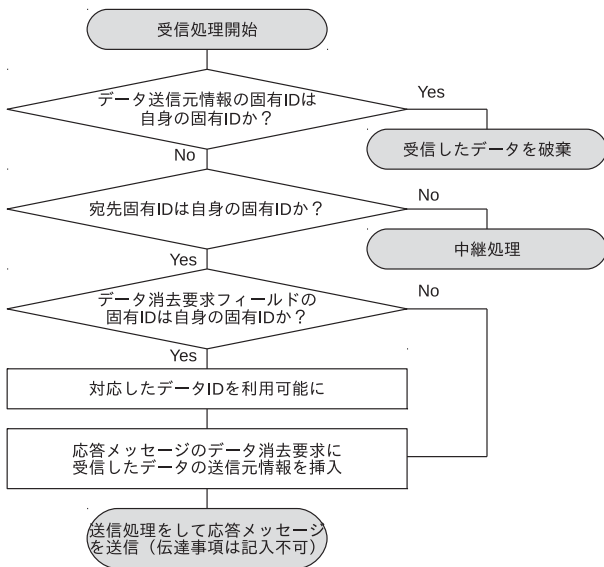 受信処理開始
データ送信元情報の固有IDは
自身の固有IDか？
Yes
受信したデータを破棄
No
宛先固有IDは自身の固有IDか？
No
中継処理
Yes
データ消去要求フィールドの
固有IDは自身の固有IDか？
No
Yes
対応したデータIDを利用可能に
応答メッセージのデータ消去要求に
受信したデータの送信元情報を挿入
送信処理をして応答メッセージ
を送信（伝達事項は記入不可）